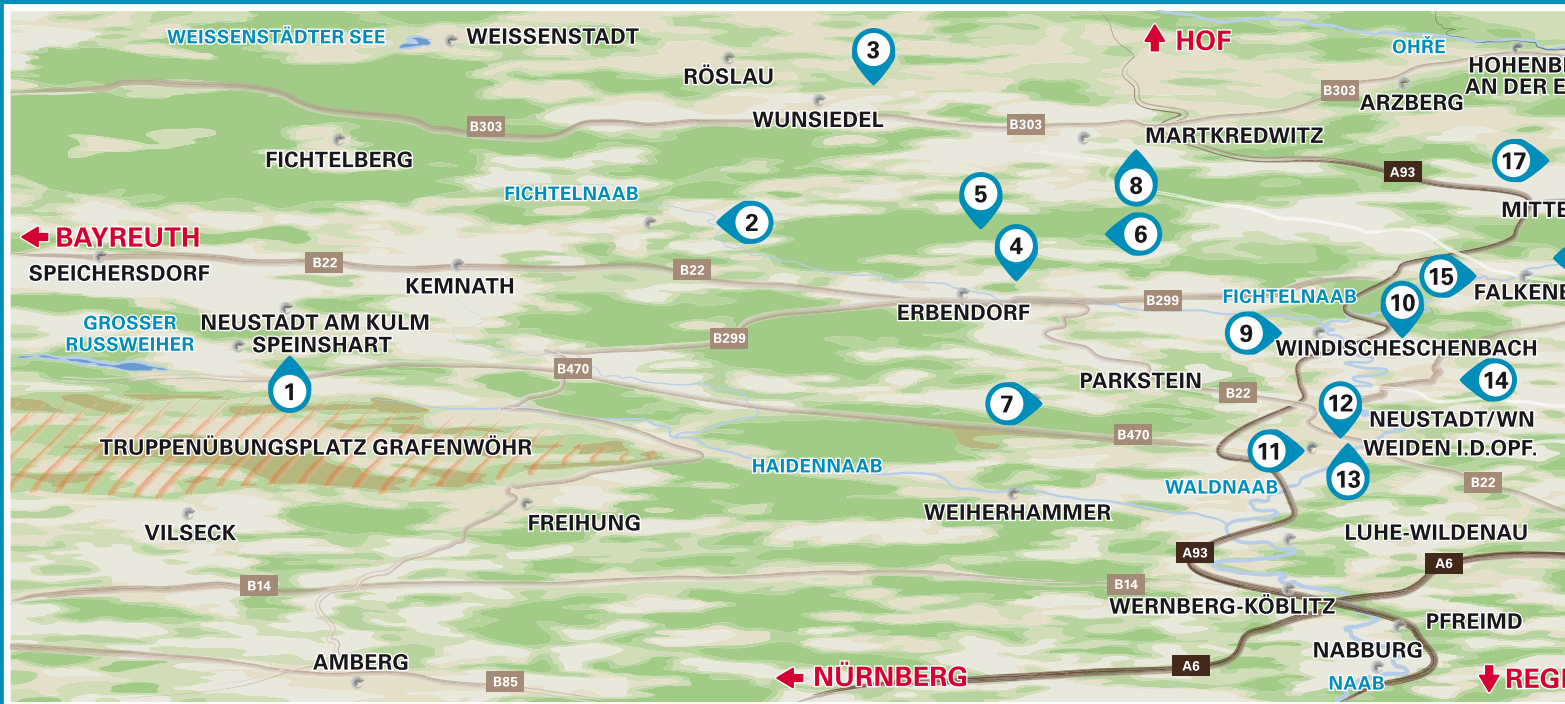 WEISSENSTÄDTER SEE
WEISSENSTADT
3
HOF
OHŘE
RÖSLAU
HOHENB
AN DER E
B303
ARZBERG
WUNSIEDEL
B303
B303
MARTKREDWITZ
FICHTELBERG
17
A93
8
5
FICHTELNAAB
2
MITTE
BAYREUTH
6
4
SPEICHERSDORF
B22
B22
KEMNATH
15
FALKEN
ERBENDORF
B299
FICHTELNAAB
10
GROSSER
RUSSWEIHER
NEUSTADT AM KULM
SPEINSHART
B299
9
WINDISCHESCHENBACH
B470
1
PARKSTEIN
B22
14
7
12
NEUSTADT/WN
B470
TRUPPENÜBUNGSPLATZ GRAFENWÖHR
11
WEIDEN I.D.OPF.
HAIDENNAAB
13
WALDNAAB
B22
WEIHERHAMMER
FREIHUNG
VILSECK
LUHE-WILDENAU
A93
A6
B14
B14
WERNBERG-KÖBLITZ
PFREIMD
AMBERG
NABBURG
A6
B85
NÜRNBERG
NAAB
REG